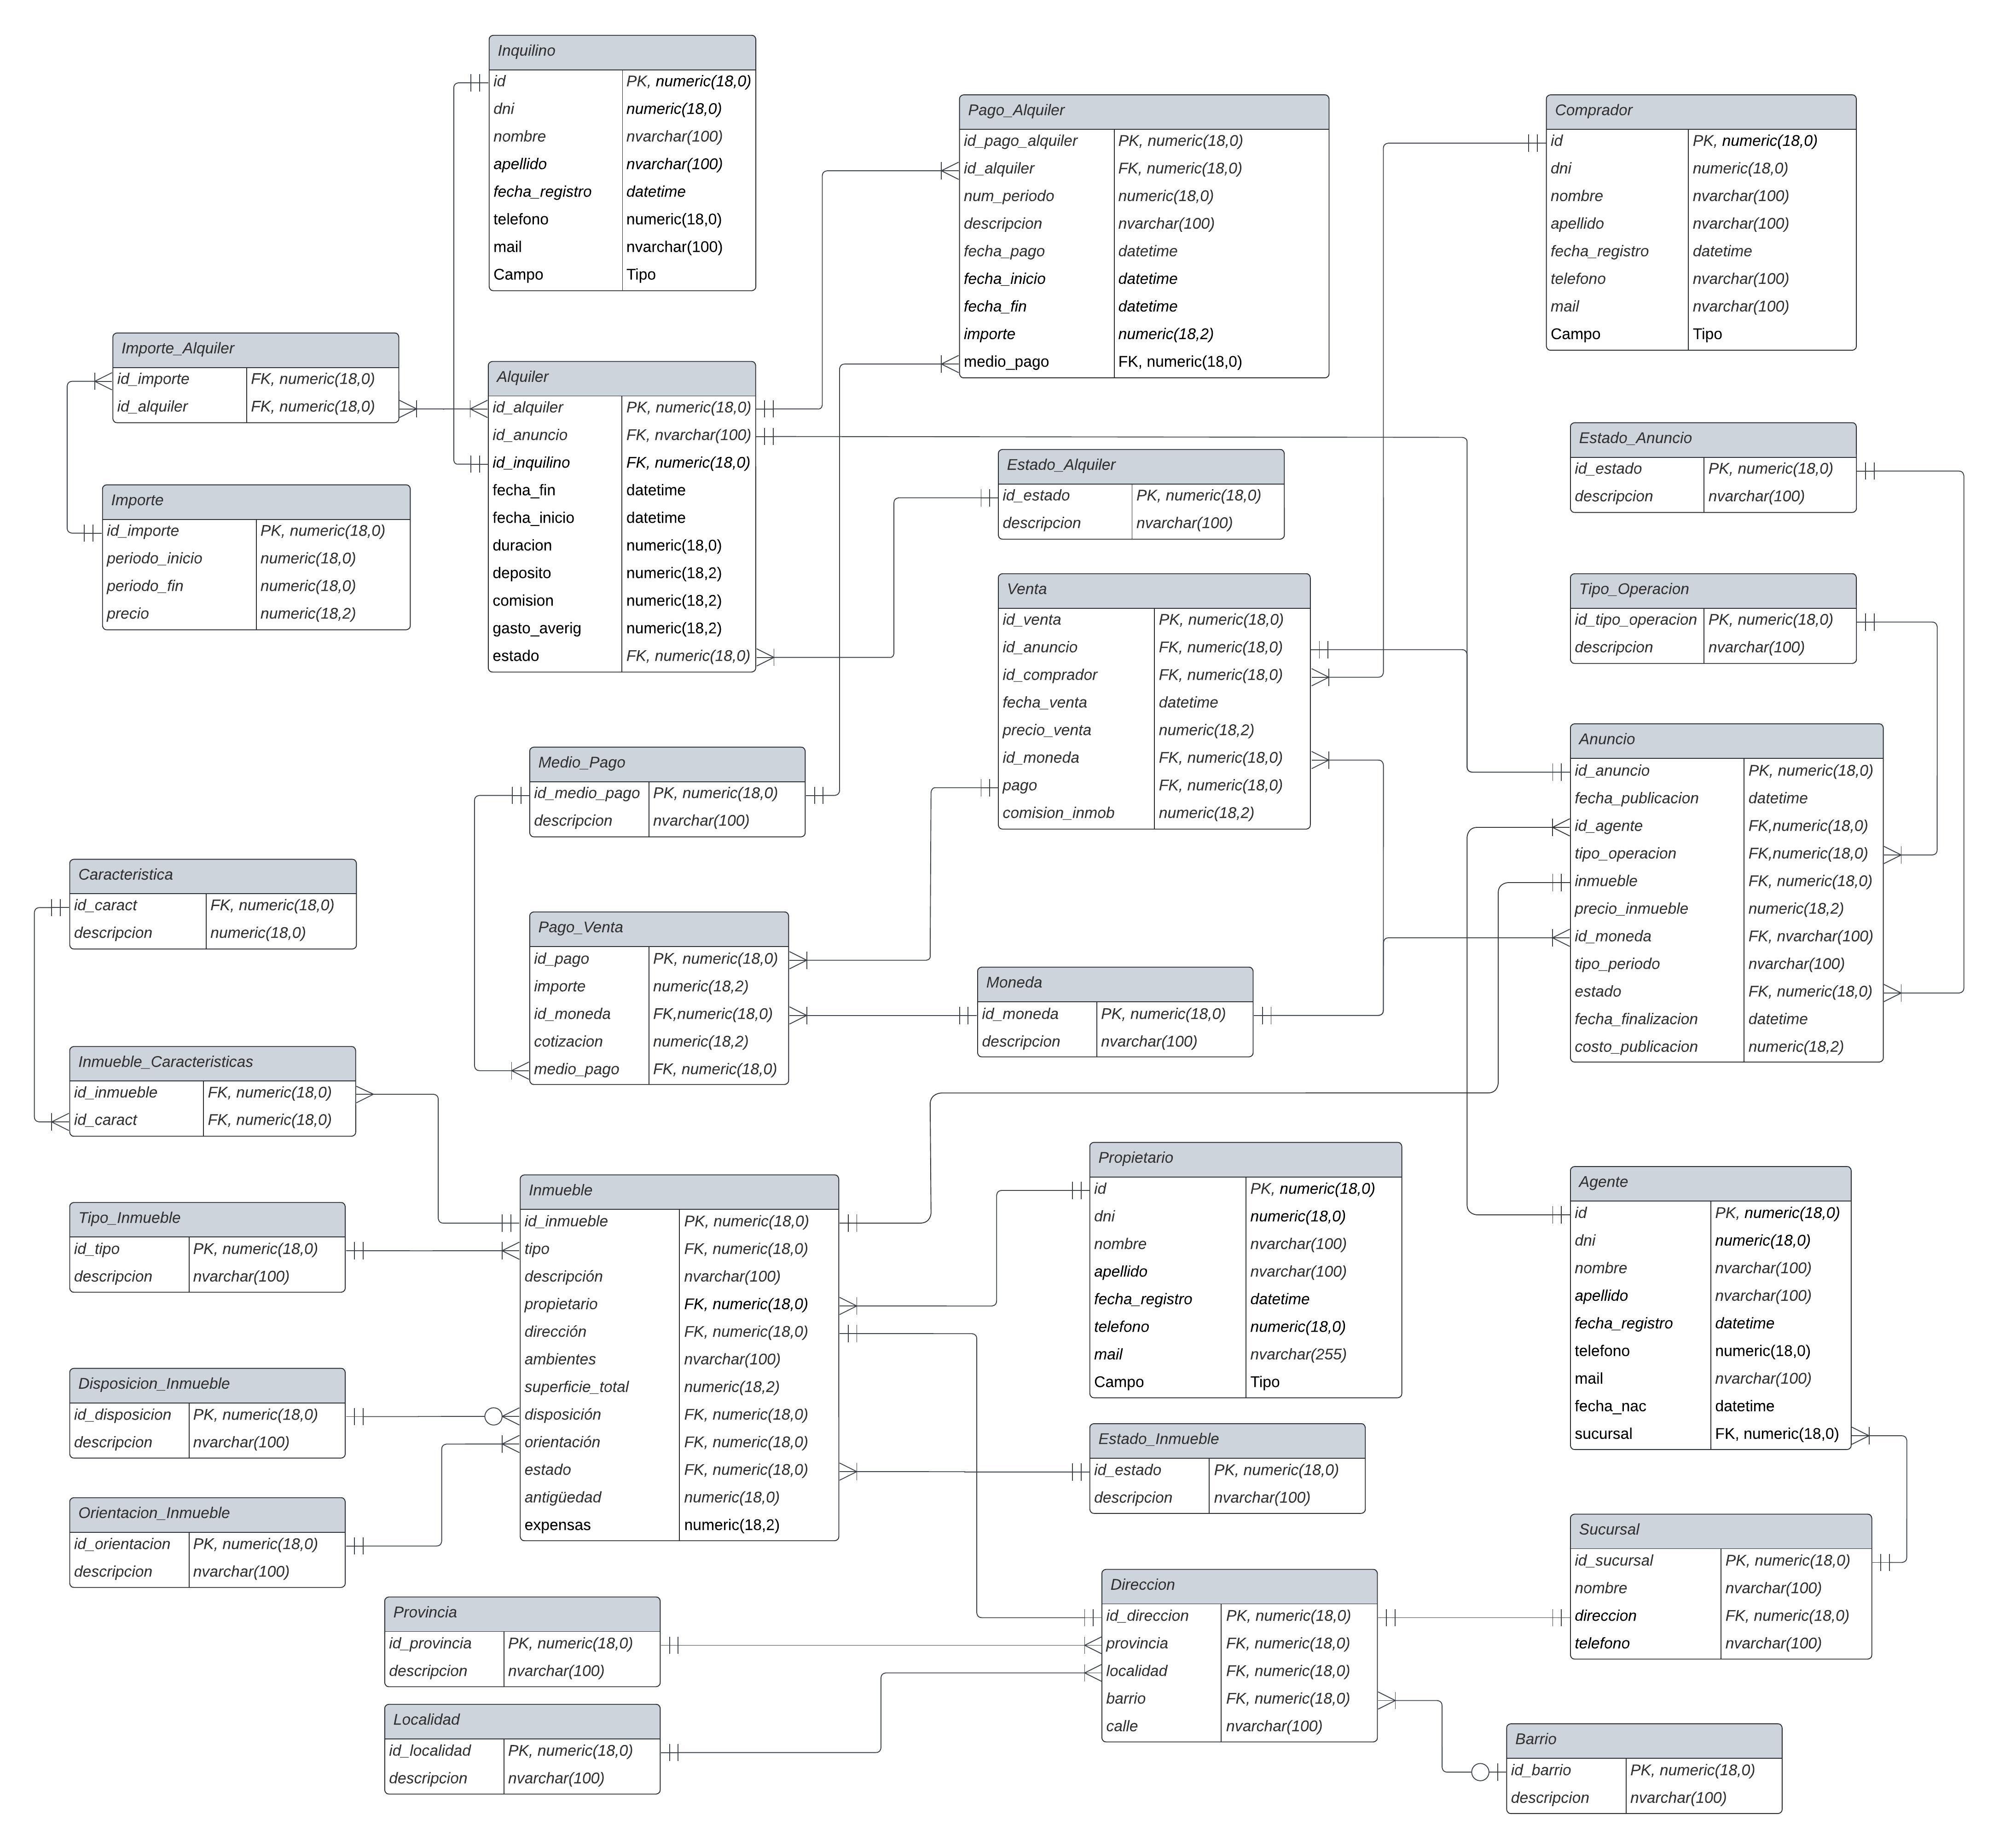 Inquilino
id PK, numeric(18,0)
dni numeric(18,0)
nombre nvarchar(100)
apellido nvarchar(100)
fecha_registro datetime
telefono numeric(18,0)
mail nvarchar(100)
Campo Tipo
Pago_Alquiler
id_pago_alquiler PK, numeric(18,0)
id_alquiler FK, numeric(18,0)
num_periodo numeric(18,0)
descripcion nvarchar(100)
fecha_pago datetime
fecha_inicio datetime
fecha_fin datetime
importe numeric(18,2)
medio_pago FK, numeric(18,0)
Comprador
id PK, numeric(18,0)
dni numeric(18,0)
nombre nvarchar(100)
apellido nvarchar(100)
fecha_registro datetime
telefono nvarchar(100)
mail nvarchar(100)
Campo Tipo
Importe_Alquiler
id_importe FK, numeric(18,0)
id_alquiler FK, numeric(18,0)
Alquiler
id_alquiler PK, numeric(18,0)
id_anuncio FK, nvarchar(100)
id_inquilino FK, numeric(18,0)
fecha_fin datetime
fecha_inicio datetime
duracion numeric(18,0)
deposito numeric(18,2)
comision numeric(18,2)
gasto_averig numeric(18,2)
estado FK, numeric(18,0)
Importe
id_importe PK, numeric(18,0)
periodo_inicio numeric(18,0)
periodo_fin numeric(18,0)
precio numeric(18,2)
Estado_Alquiler
id_estado PK, numeric(18,0)
descripcion nvarchar(100)
Estado_Anuncio
id_estado PK, numeric(18,0)
descripcion nvarchar(100)
Venta
id_venta PK, numeric(18,0)
id_anuncio FK, numeric(18,0)
id_comprador FK, numeric(18,0)
fecha_venta datetime
precio_venta numeric(18,2)
id_moneda FK, numeric(18,0)
pago FK, numeric(18,0)
comision_inmob numeric(18,2)
Tipo_Operacion
id_tipo_operacion PK, numeric(18,0)
descripcion nvarchar(100)
Anuncio
id_anuncio PK, numeric(18,0)
fecha_publicacion datetime
id_agente FK,numeric(18,0)
tipo_operacion FK,numeric(18,0)
inmueble FK, numeric(18,0)
precio_inmueble numeric(18,2)
id_moneda FK, nvarchar(100)
tipo_periodo nvarchar(100)
estado FK, numeric(18,0)
fecha_finalizacion datetime
costo_publicacion numeric(18,2)
Medio_Pago
id_medio_pago PK, numeric(18,0)
descripcion nvarchar(100)
Caracteristica
id_caract FK, numeric(18,0)
descripcion numeric(18,0)
Pago_Venta
id_pago PK, numeric(18,0)
importe numeric(18,2)
id_moneda FK,numeric(18,0)
cotizacion numeric(18,2)
medio_pago FK, numeric(18,0)
Moneda
id_moneda PK, numeric(18,0)
descripcion nvarchar(100)
Inmueble_Caracteristicas
id_inmueble FK, numeric(18,0)
id_caract FK, numeric(18,0)
Propietario
id PK, numeric(18,0)
dni numeric(18,0)
nombre nvarchar(100)
apellido nvarchar(100)
fecha_registro datetime
telefono numeric(18,0)
mail nvarchar(255)
Campo Tipo
Agente
id PK, numeric(18,0)
dni numeric(18,0)
nombre nvarchar(100)
apellido nvarchar(100)
fecha_registro datetime
telefono numeric(18,0)
mail nvarchar(100)
fecha_nac datetime
sucursal FK, numeric(18,0)
Inmueble
id_inmueble PK, numeric(18,0)
tipo FK, numeric(18,0)
descripción nvarchar(100)
propietario FK, numeric(18,0)
dirección FK, numeric(18,0)
ambientes nvarchar(100)
superficie_total numeric(18,2)
disposición FK, numeric(18,0)
orientación FK, numeric(18,0)
estado FK, numeric(18,0)
antigüedad numeric(18,0)
expensas numeric(18,2)
Tipo_Inmueble
id_tipo PK, numeric(18,0)
descripcion nvarchar(100)
Disposicion_Inmueble
id_disposicion PK, numeric(18,0)
descripcion nvarchar(100)
Estado_Inmueble
id_estado PK, numeric(18,0)
descripcion nvarchar(100)
Orientacion_Inmueble
id_orientacion PK, numeric(18,0)
descripcion nvarchar(100)
Sucursal
id_sucursal PK, numeric(18,0)
nombre nvarchar(100)
direccion FK, numeric(18,0)
telefono nvarchar(100)
Direccion
id_direccion PK, numeric(18,0)
provincia FK, numeric(18,0)
localidad FK, numeric(18,0)
barrio FK, numeric(18,0)
calle nvarchar(100)
Provincia
id_provincia PK, numeric(18,0)
descripcion nvarchar(100)
Localidad
id_localidad PK, numeric(18,0)
descripcion nvarchar(100)
Barrio
id_barrio PK, numeric(18,0)
descripcion nvarchar(100)